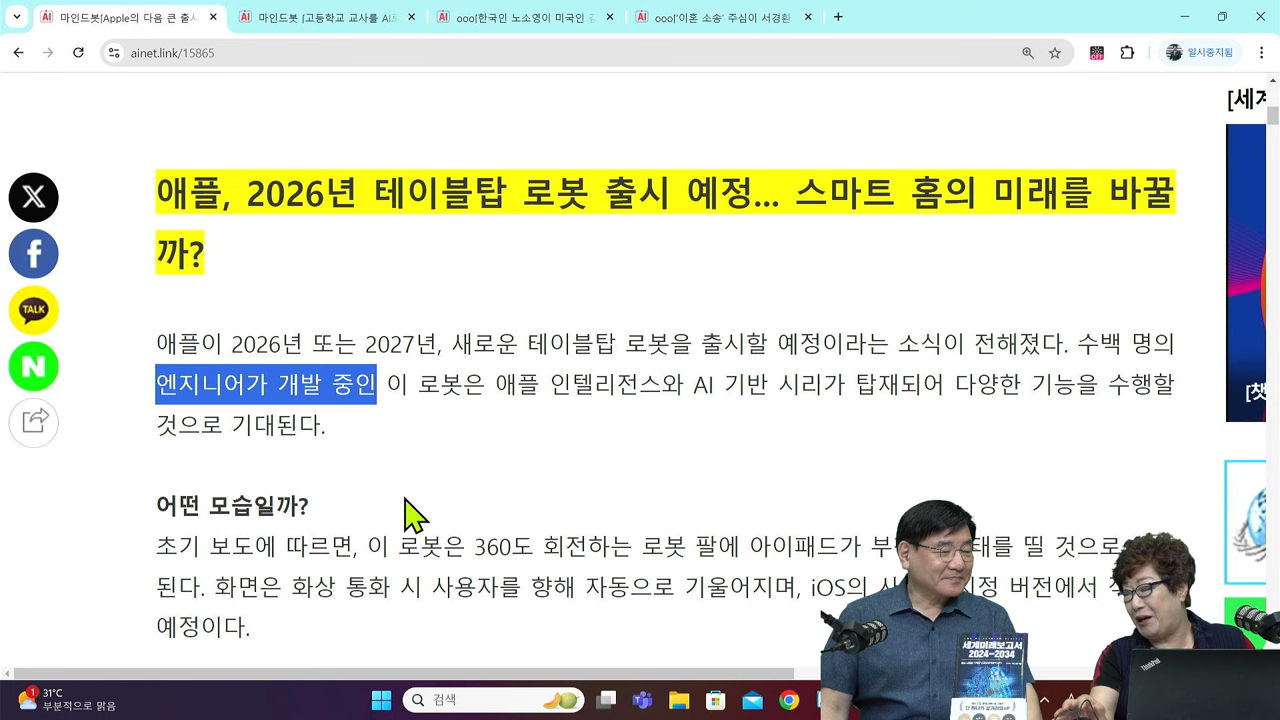 마인드봇[Apple의 다음 큰 출시
마인드봇 [고등학교 교사를 AI로
ooo[한국인 노소영이 미국인 김
ooo['이혼 소송' 주심이 서경환
ainet.link/15865
OFF
일시중지됨
[세계
애플, 2026년 테이블탑 로봇 출시 예정... 스마트 홈의 미래를 바꿀
까?
TALK
애플이 2026년 또는 2027년, 새로운 테이블탑 로봇을 출시할 예정이라는 소식이 전해졌다. 수백 명의
엔지니어가 개발 중인 이 로봇은 애플 인텔리전스와 AI 기반 시리가 탑재되어 다양한 기능을 수행할
것으로 기대된다.
[챗
어떤 모습일까?
초기 보도에 따르면, 이 로봇은 360도 회전하는 로봇 팔에 아이패드가 띨 것으로
된다. 화면은 화상 통화 시 사용자를 향해 자동으로 기울어지며, iOS의 버전에서
예정이다.
세계미래보고서
2024-2034
ThinkPad
1
31°C
부분적으로 맑음
검색